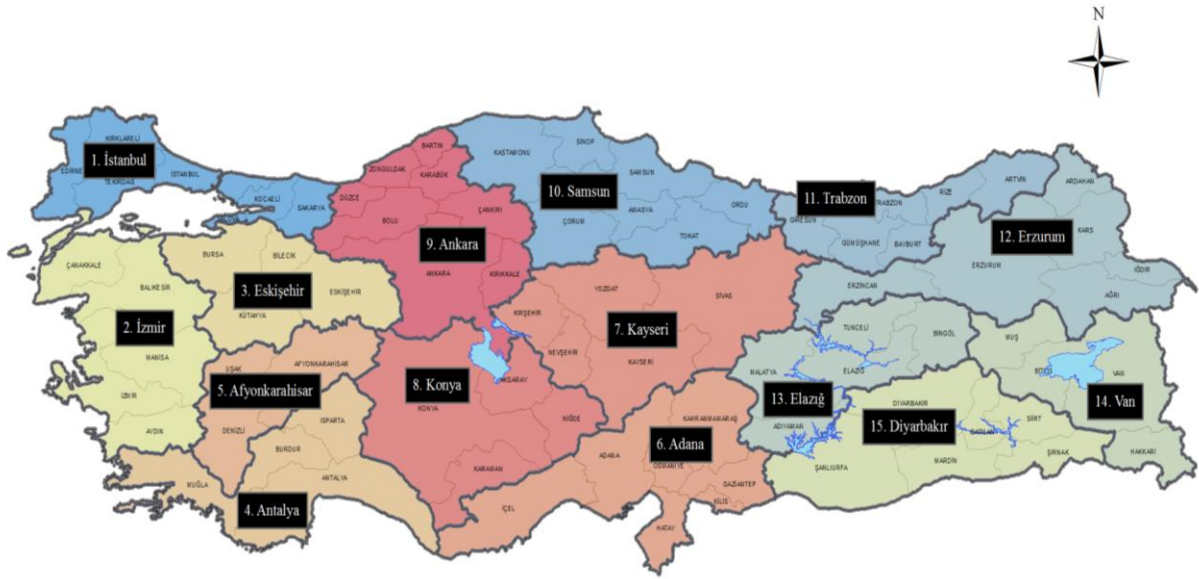 N
KIRKLARELİ
1. İstanbul
EDİRNE
İSTANBUL
TEKİRDAĞ
KOCAELİ
SAKARYA
BARTIN
ZONGULDAK
KARABÜK
DÜZCE
ÇANKIRI
BOLU
9. Ankara
ANKARA
KIRIKKALE
KASTAMONU
SİNOP
SAMSUN
10. Samsun
ÇORUM
AMASYA
ORDU
TOKAT
11. Trabzon
TRABZON
RİZE
ARTVİN
GİRESUN
GÜMÜŞHANE
BAYBURT
ARDAHAN
KARS
12. Erzurum
ERZURUM
IĞDIR
AĞRI
ERZİNCAN
ÇANAKKALE
BALIKESİR
2. İzmir
MANİSA
İZMİR
AYDIN
BURSA
BİLECİK
3. Eskişehir
ESKİŞEHİR
KÜTAHYA
UŞAK
AFYONKARAHİSAR
5. Afyonkarahisar
DENİZLİ
ISPARTA
BURDUR
MUĞLA
ANTALYA
4. Antalya
YOZGAT
SİVAS
KIRŞEHİR
7. Kayseri
NEVŞEHİR
KAYSERİ
8. Konya
AKSARAY
KONYA
NİĞDE
KARAMAN
İÇEL
ADANA
KAHRAMANMARAŞ
6. Adana
OSMANİYE
GAZİANTEP
KİLİS
HATAY
TUNCELİ
BİNGÖL
MALATYA
ELAZIĞ
13. Elazığ
ADIYAMAN
MUŞ
BİTLİS
VAN
14. Van
HAKKARİ
DİYARBAKIR
15. Diyarbakır
BATMAN
SİİRT
ŞIRNAK
MARDİN
ŞANLIURFA